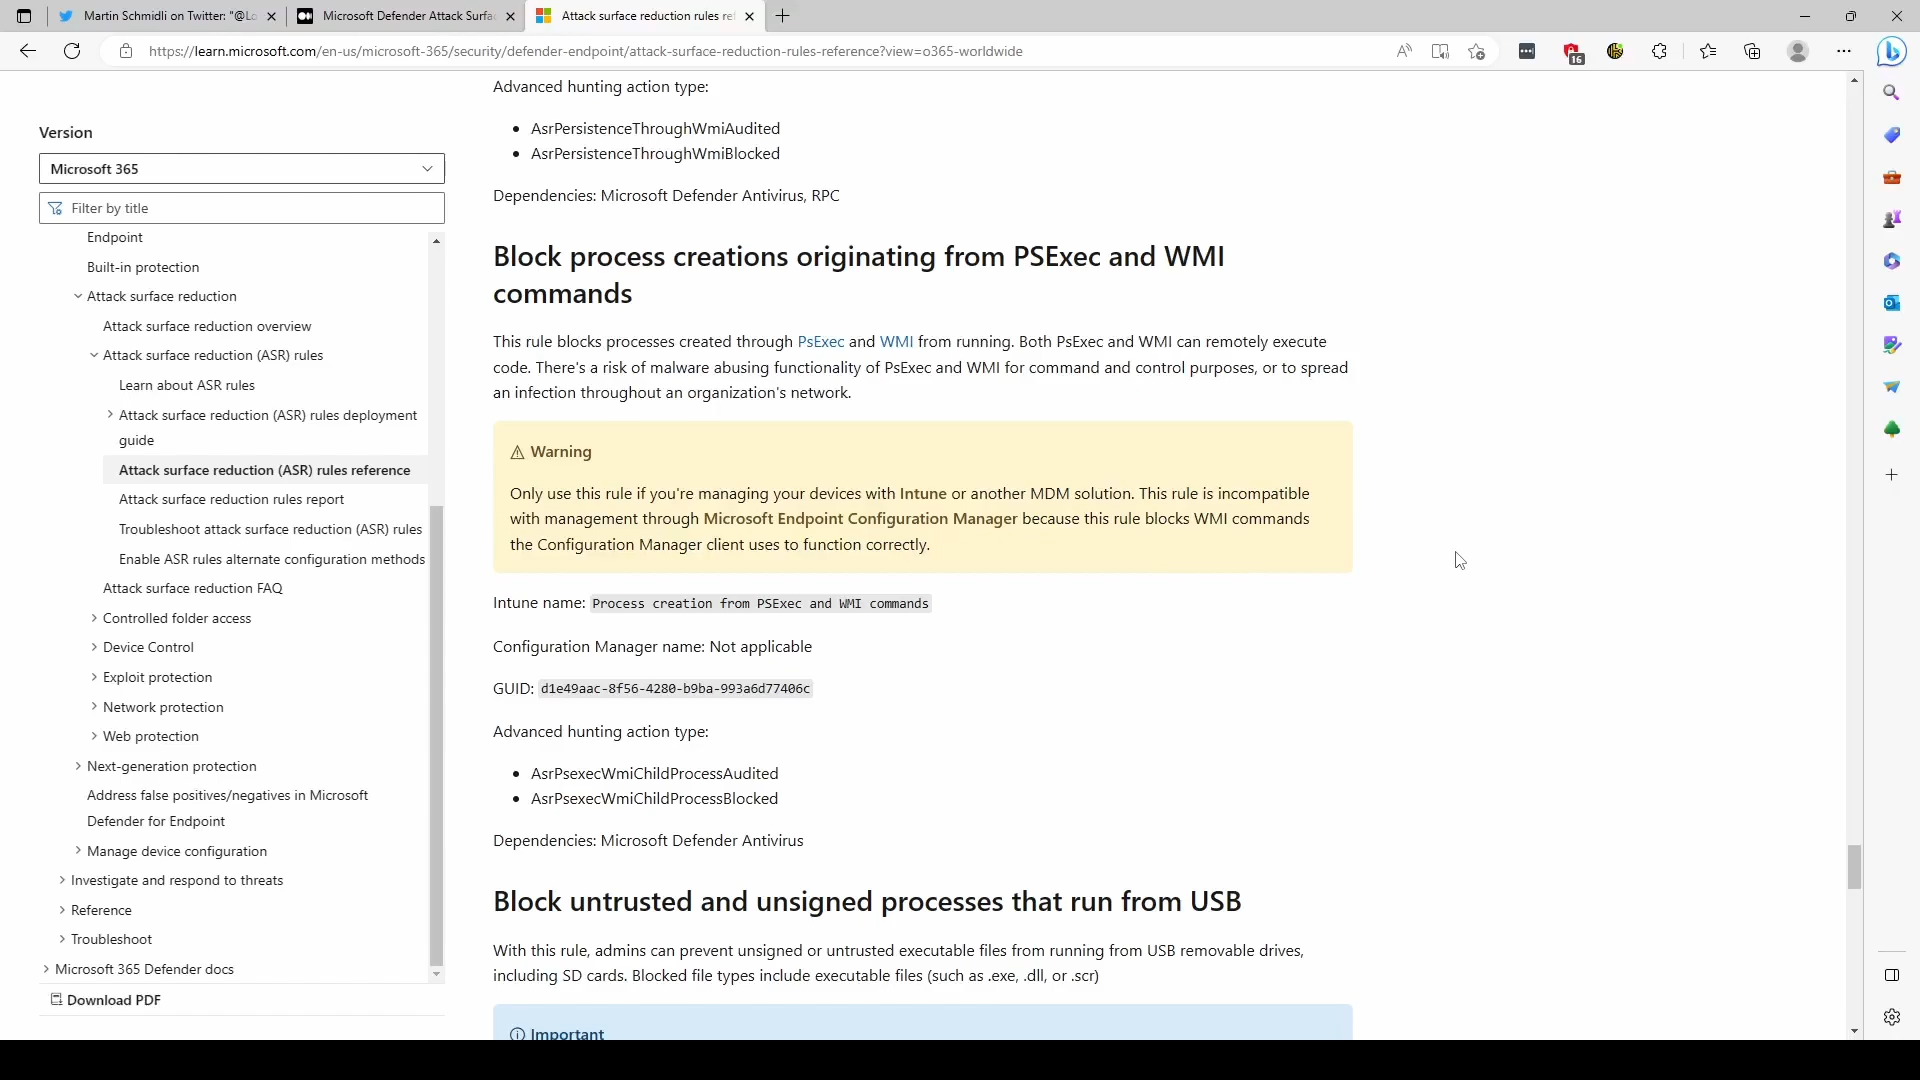 Martin Schmidli on Twitter: "@Lo
Microsoft Defender Attack Surfac
Attack surface reduction rules re
https://learn.microsoft.com/en-us/microsoft-365/security/defender-endpoint/attack-surface-reduction-rules-reference?view=o365-worldwide
16
Version
Microsoft 365
Filter by title
Endpoint
Built-in protection
Attack surface reduction
Attack surface reduction overview
Attack surface reduction (ASR) rules
Learn about ASR rules
Attack surface reduction (ASR) rules deployment
guide
Attack surface reduction (ASR) rules reference
Attack surface reduction rules report
Troubleshoot attack surface reduction (ASR) rules
Enable ASR rules alternate configuration methods
Attack surface reduction FAQ
Controlled folder access
Device Control
Exploit protection
Network protection
Web protection
Next-generation protection
Address false positives/negatives in Microsoft
Defender for Endpoint
Manage device configuration
Investigate and respond to threats
Reference
Troubleshoot
Microsoft 365 Defender docs
Download PDF
Advanced hunting action type:
AsrPersistenceThroughWmiAudited
AsrPersistenceThroughWmiBlocked
Dependencies: Microsoft Defender Antivirus, RPC
Block process creations originating from PSExec and WMI
commands
This rule blocks processes created through PsExec and WMI from running. Both PsExec and WMI can remotely execute
code. There's a risk of malware abusing functionality of PsExec and WMI for command and control purposes, or to spread
an infection throughout an organization's network.
Warning
Only use this rule if you're managing your devices with Intune or another MDM solution. This rule is incompatible
with management through Microsoft Endpoint Configuration Manager because this rule blocks WMI commands
the Configuration Manager client uses to function correctly.
Intune name: Process creation from PSExec and WMI commands
Configuration Manager name: Not applicable
GUID: d1e49aac-8f56-4280-b9ba-993a6d77406c
Advanced hunting action type:
AsrPsexecWmiChildProcessAudited
AsrPsexecWmiChildProcessBlocked
Dependencies: Microsoft Defender Antivirus
Block untrusted and unsigned processes that run from USB
With this rule, admins can prevent unsigned or untrusted executable files from running from USB removable drives,
including SD cards. Blocked file types include executable files (such as .exe, .dll, or .scr)
Important